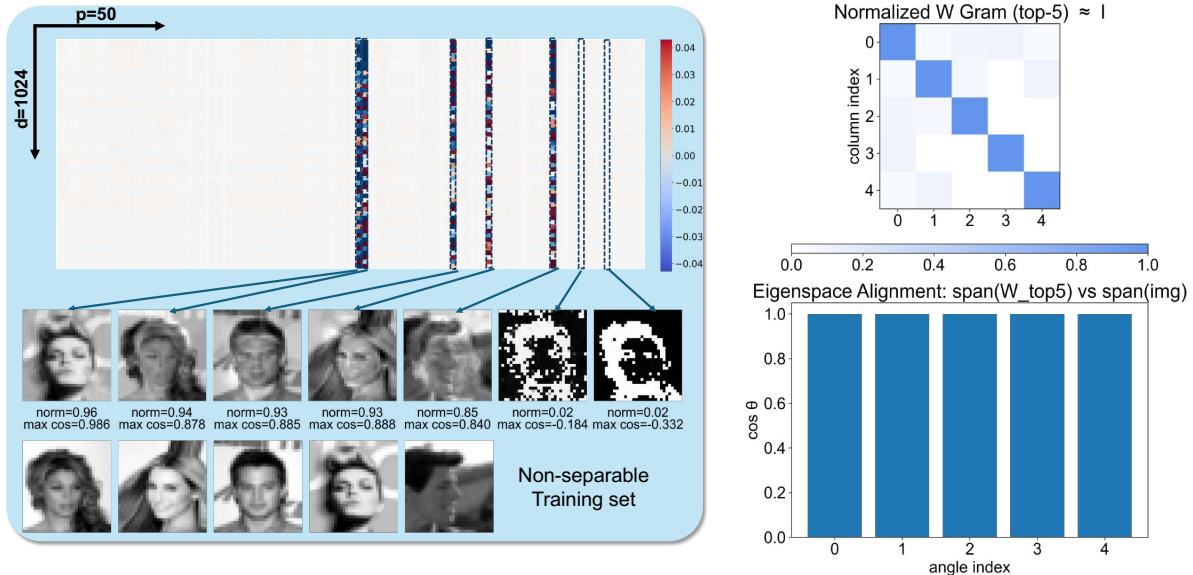 p=50
d=1024
0.04
0.03
0.02
0.01
0.00
−0.01
−0.02
−0.03
−0.04
norm=0.96
max cos=0.986
norm=0.94
max cos=0.878
norm=0.93
max cos=0.885
norm=0.93
max cos=0.888
norm=0.85
max cos=0.840
norm=0.02
max cos=-0.184
norm=0.02
max cos=-0.332
Non-separable
Training set
Normalized W Gram (top-5) ≈ I
column index
0
1
2
3
4
0 1 2 3 4
0.0 0.2 0.4 0.6 0.8 1.0
Eigenspace Alignment: span(W_top5) vs span(img)
cos θ
1.0
0.8
0.6
0.4
0.2
0.0
0 1 2 3 4
angle index